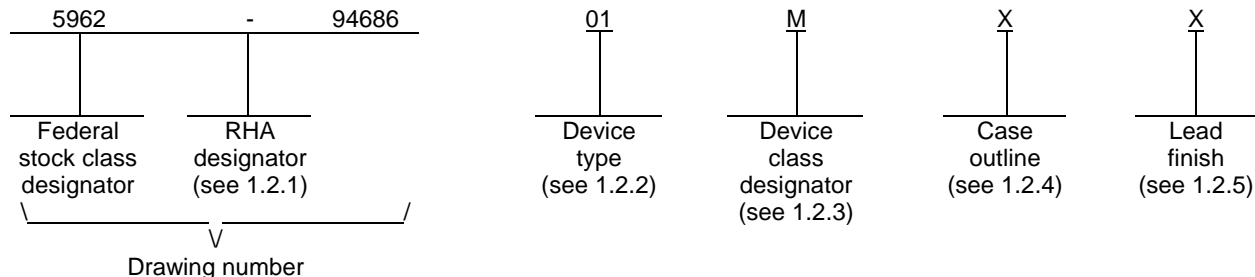 5962 - 94686 01 M X X
Federal stock class designator
RHA designator (see 1.2.1)
Device type (see 1.2.2)
Device class designator (see 1.2.3)
Case outline (see 1.2.4)
Lead finish (see 1.2.5)
\ / \/
Drawing number